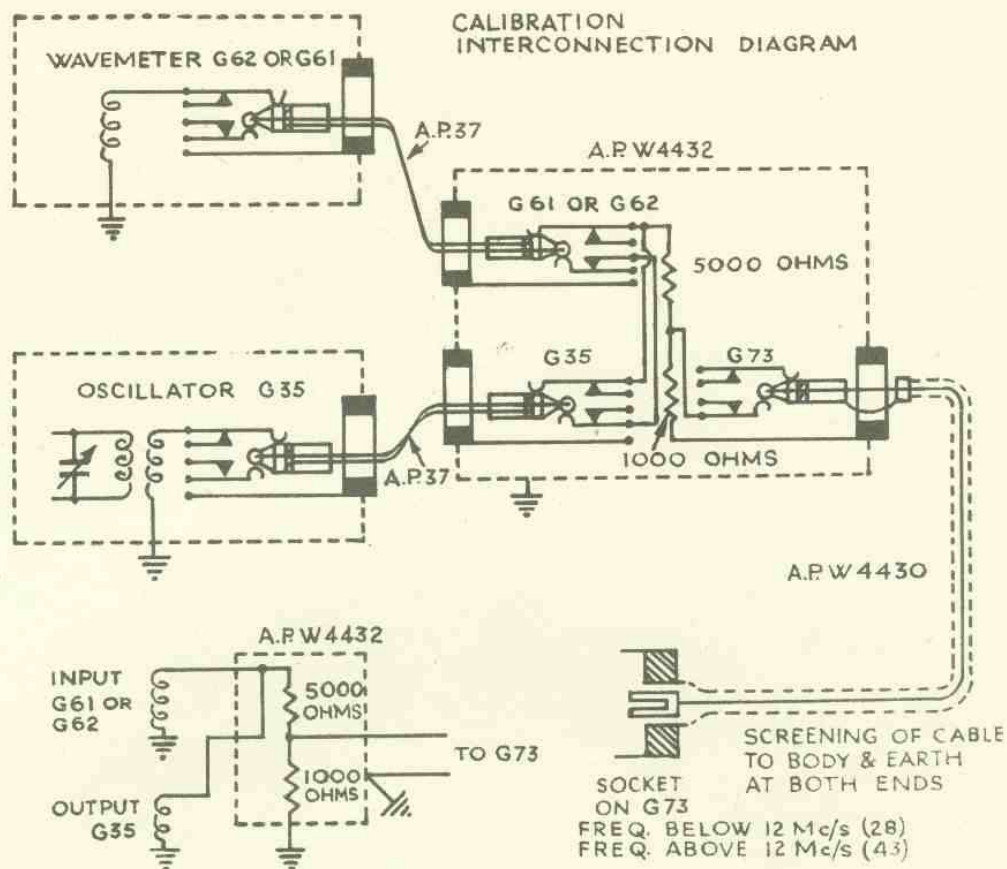 CALIBRATION
INTERCONNECTION DIAGRAM
WAVEMETER G62 OR G61
A.P.37
A.P. W4432
G61 OR G62
5000 OHMS
G35
G73
1000 OHMS
OSCILLATOR G35
A.P.37
A.P. W4430
A.P. W4432
INPUT
G61 OR
G62
5000
OHMS
TO G73
1000
OHMS
OUTPUT
G35
SCREENING OF CABLE
TO BODY & EARTH
AT BOTH ENDS
SOCKET
ON G73
FREQ. BELOW 12 Mc/s (28)
FREQ. ABOVE 12 Mc/s (43)